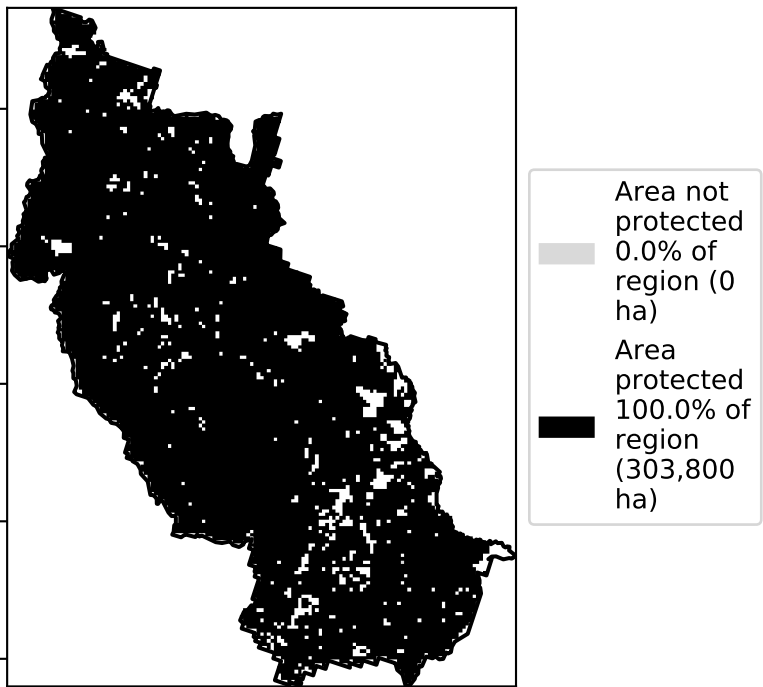 Area not
protected
0.0% of
region (0
ha)
Area
protected
100.0% of
region
(303,800
ha)